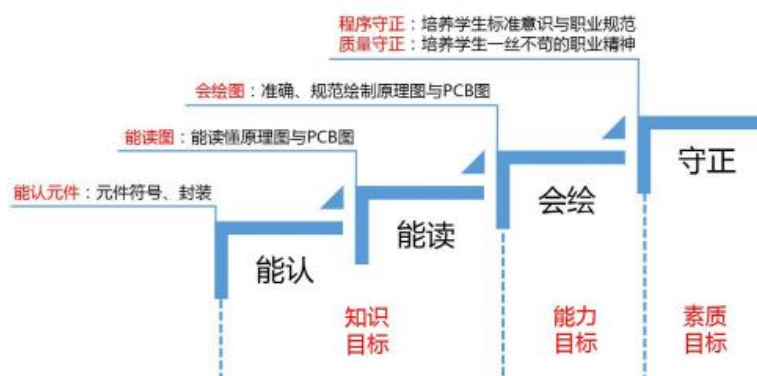 程序守正：培养学生标准意识与职业规范
质量守正：培养学生一丝不苟的职业精神
会绘图：准确、规范绘制原理图与PCB图
能读图：能读懂原理图与PCB图
能认元件：元件符号、封装
守正
会绘
能读
能认
知识
目标
能力
目标
素质
目标